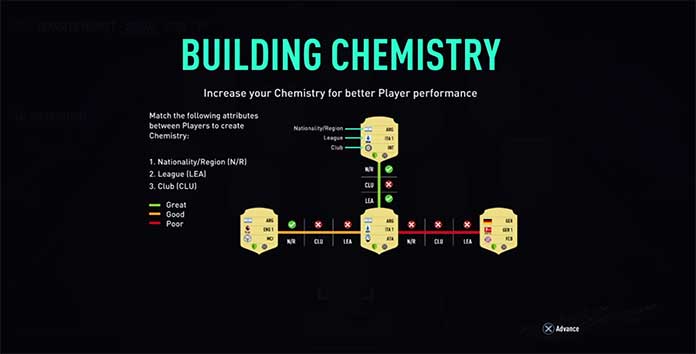 BUILDING CHEMISTRY
Increase your Chemistry for better Player performance
Match the following attributes
between Players to create
Chemistry:
1. Nationality/Region (N/R)
2. League (LEA)
3. Club (CLU)
Great
Good
Poor
Nationality/Region
League
Club
ARG
ITA 1
INT
N/R
CLU
LEA
ARG
ENG 1
MCI
N/R
CLU
LEA
ARG
ITA 1
ATA
N/R
CLU
LEA
GER
GER 1
FCB
Advance